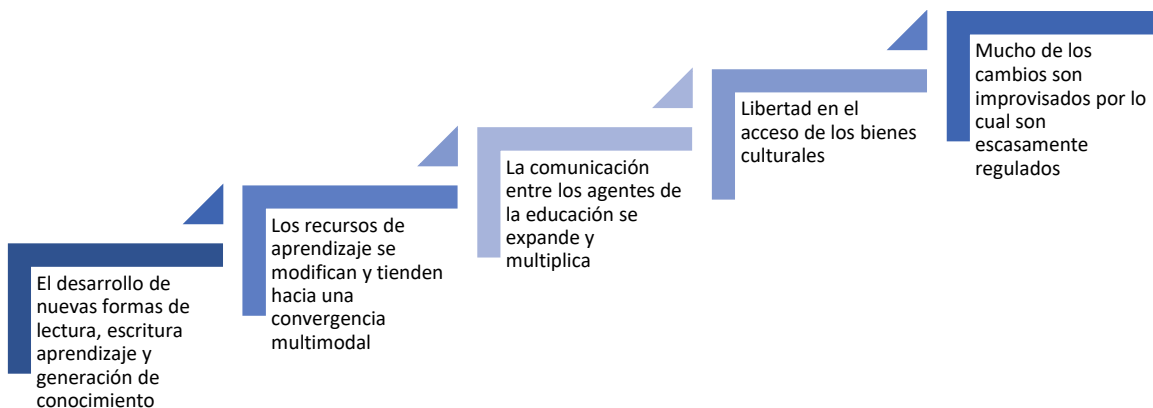 El desarrollo de
nuevas formas de
lectura, escritura
aprendizaje y
generación de
conocimiento
Los recursos de
aprendizaje se
modifican y tienden
hacia una
convergencia
multimodal
La comunicación
entre los agentes de
la educación se
expande y
multiplica
Libertad en el
acceso de los bienes
culturales
Mucho de los
cambios son
improvisados por lo
cual son
escasamente
regulados